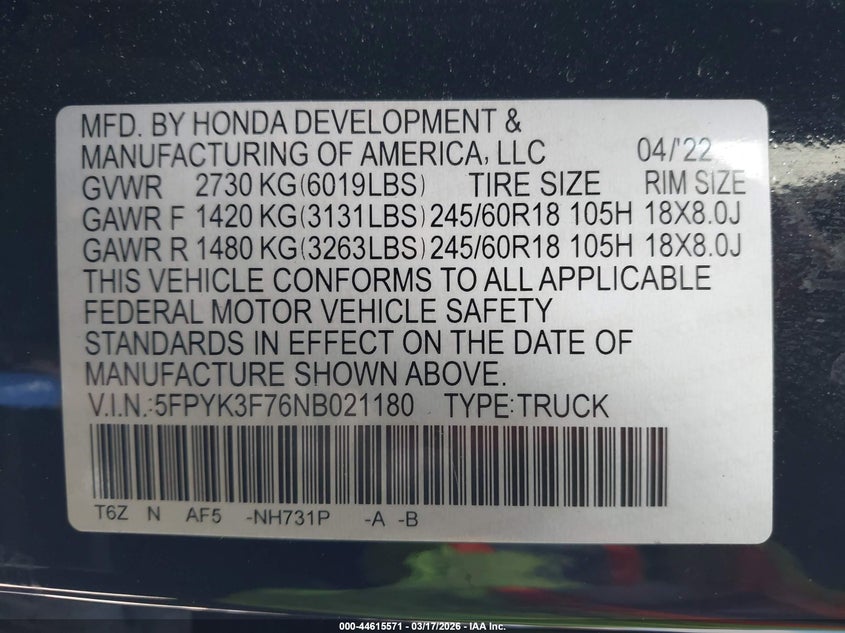 MFD. BY HONDA DEVELOPMENT &
MANUFACTURING OF AMERICA, LLC 04/'22
GVWR 2730 KG(6019LBS) TIRE SIZE RIM SIZE
GAWR F 1420 KG(3131LBS) 245/60R18 105H 18X8.0J
GAWR R 1480 KG(3263LBS) 245/60R18 105H 18X8.0J
THIS VEHICLE CONFORMS TO ALL APPLICABLE
FEDERAL MOTOR VEHICLE SAFETY
STANDARDS IN EFFECT ON THE DATE OF
MANUFACTURE SHOWN ABOVE.
V.I.N.:5FPYK3F76NB021180 TYPE:TRUCK
T6Z N AF5 -NH731P -A -B
000-44615571 - 03/17/2026 - IAA Inc.